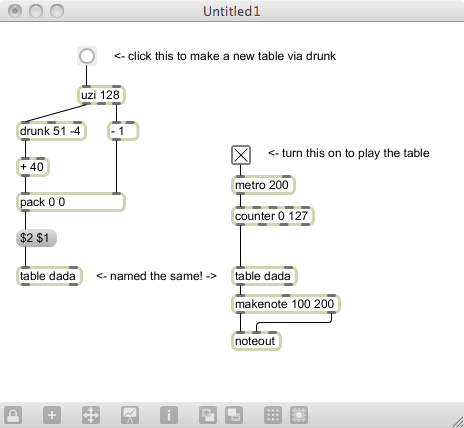 Untitled1
<- click this to make a new table via drunk
uzi 128
drunk 51 -4
- 1
+ 40
pack 0 0
$2 $1
table dada
<- named the same! ->
<- turn this on to play the table
metro 200
counter 0 127
table dada
makenote 100 200
noteout